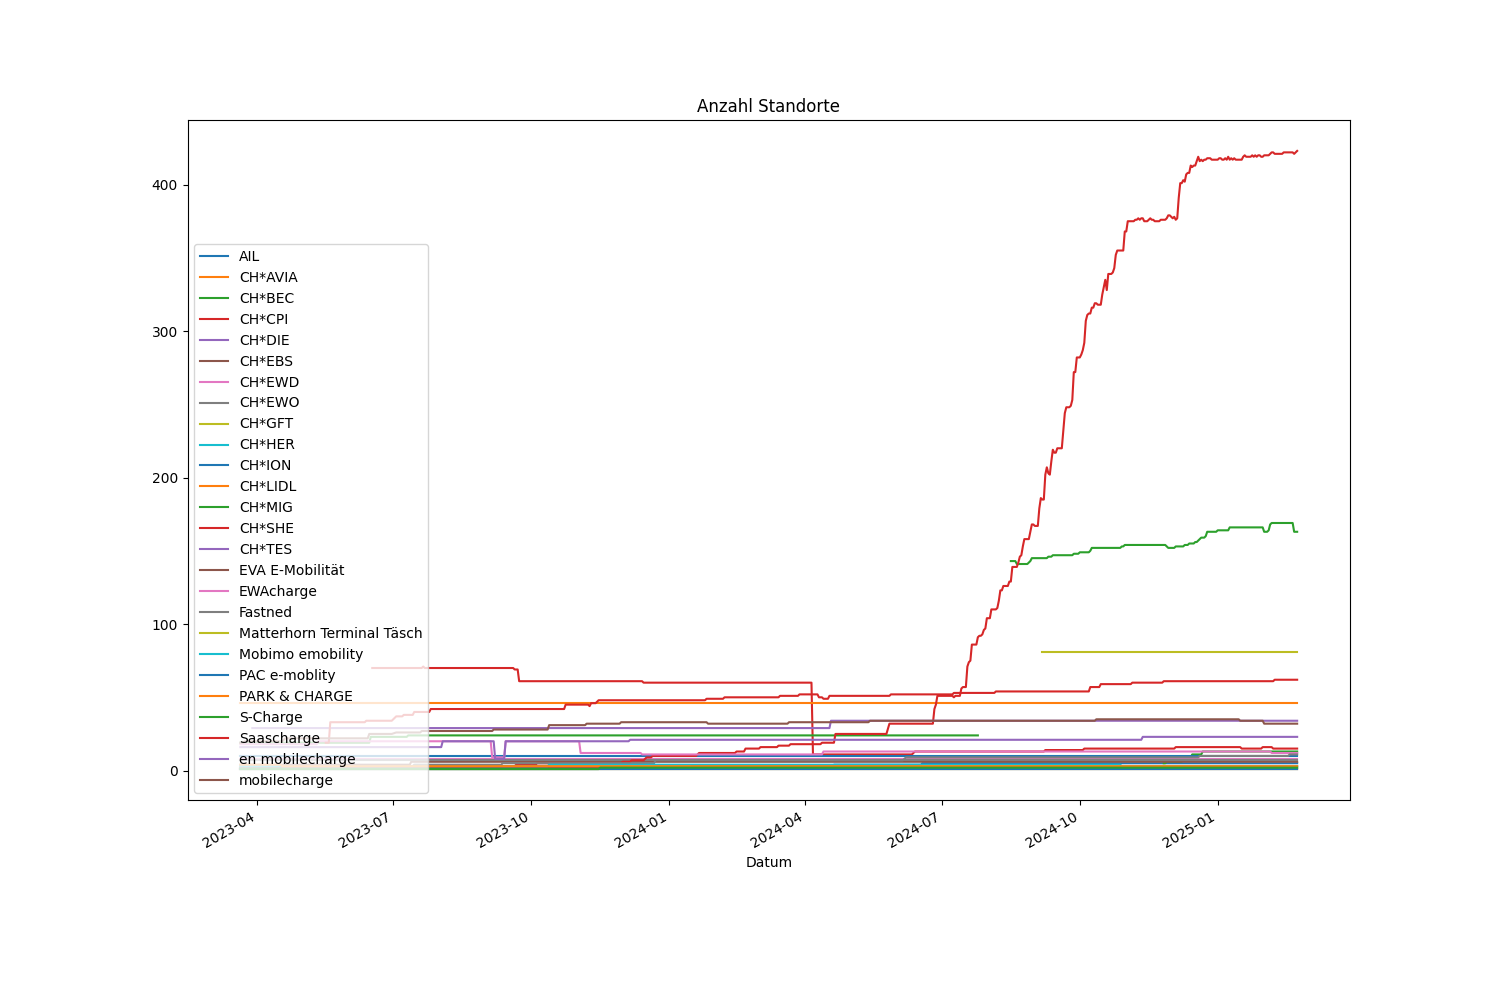 Anzahl Standorte
400
300
200
100
0
AIL
CH*AVIA
CH*BEC
CH*CPI
CH*DIE
CH*EBS
CH*EWD
CH*EWO
CH*GFT
CH*HER
CH*ION
CH*LIDL
CH*MIG
CH*SHE
CH*TES
EVA E-Mobilität
EWAcharge
Fastned
Matterhorn Terminal Täsch
Mobimo emobility
PAC e-moblity
PARK & CHARGE
S-Charge
Saascharge
en mobilecharge
mobilecharge
2023-04
2023-07
2023-10
2024-01
2024-04
2024-07
2024-10
2025-01
Datum